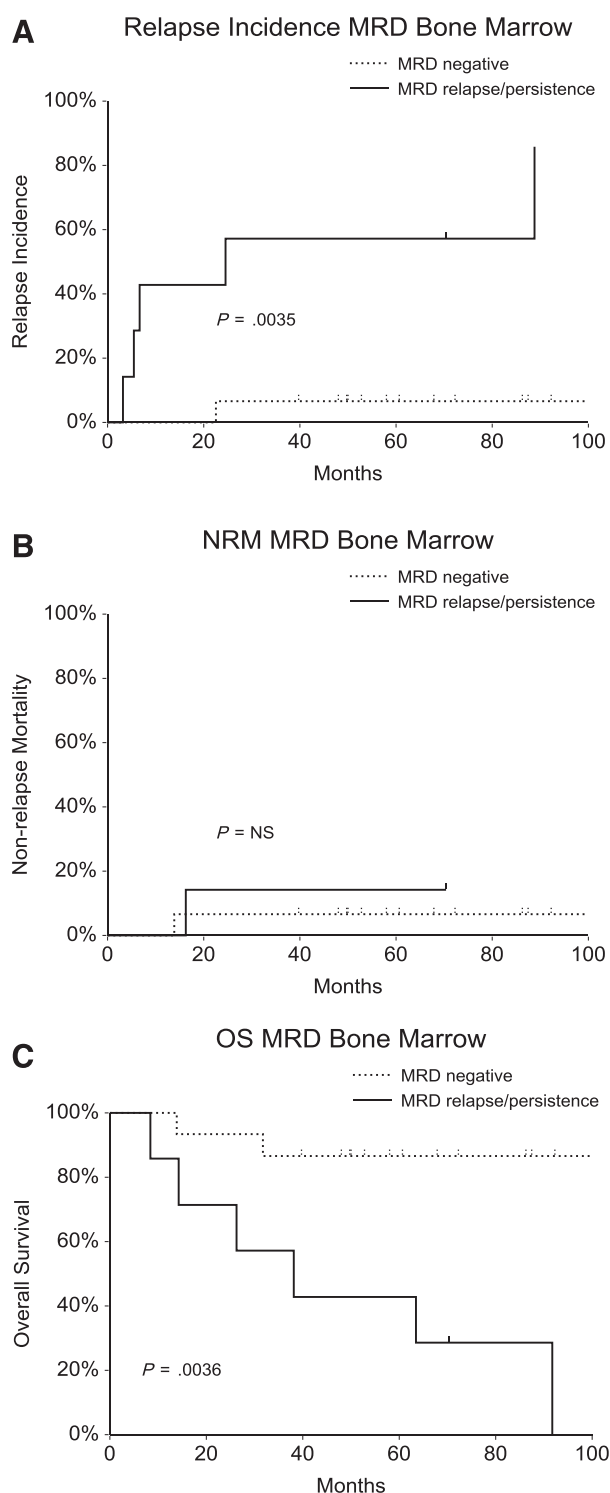 A
Relapse Incidence MRD Bone Marrow
MRD negative
MRD relapse/persistence
100%
80%
60%
40%
20%
0%
Relapse Incidence
P = .0035
0 20 40 60 80 100
Months
B
NRM MRD Bone Marrow
MRD negative
MRD relapse/persistence
100%
80%
60%
40%
20%
0%
Non-relapse Mortality
P = NS
0 20 40 60 80 100
Months
C
OS MRD Bone Marrow
MRD negative
MRD relapse/persistence
100%
80%
60%
40%
20%
0%
Overall Survival
P = .0036
0 20 40 60 80 100
Months